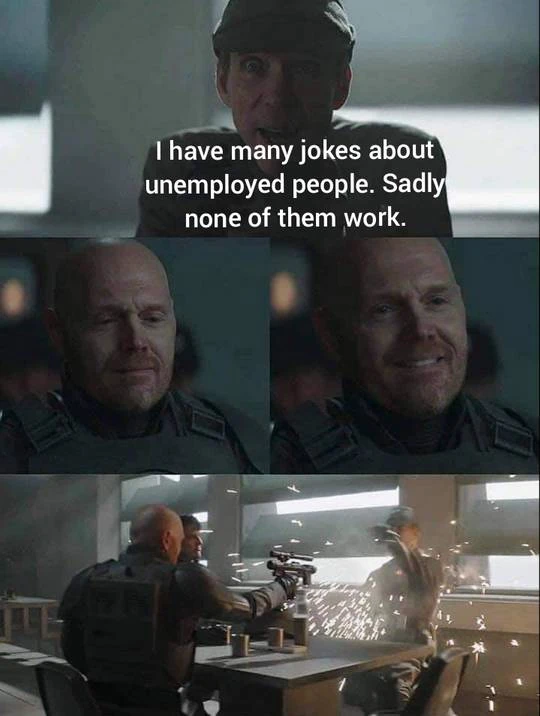 I have many jokes about
unemployed people. Sadly
none of them work.